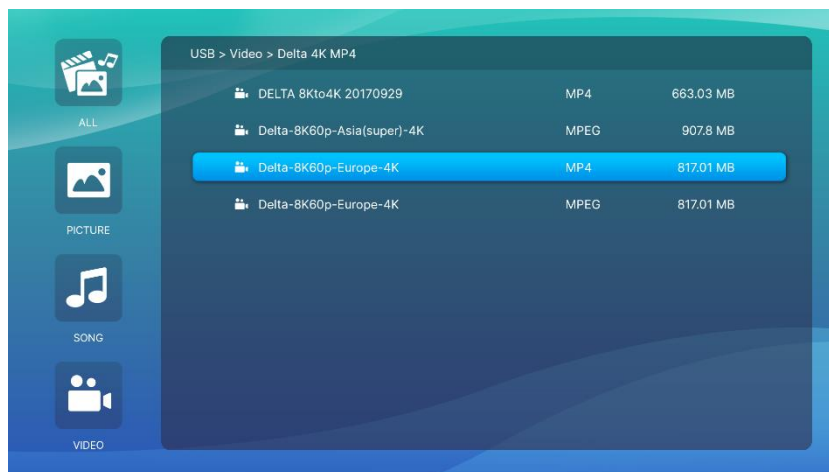 USB > Video > Delta 4K MP4
DELTA 8Kto4K 20170929 MP4 663.03 MB
Delta-8K60p-Asia(super)-4K MPEG 907.8 MB
Delta-8K60p-Europe-4K MP4 817.01 MB
Delta-8K60p-Europe-4K MPEG 817.01 MB
ALL
PICTURE
SONG
VIDEO